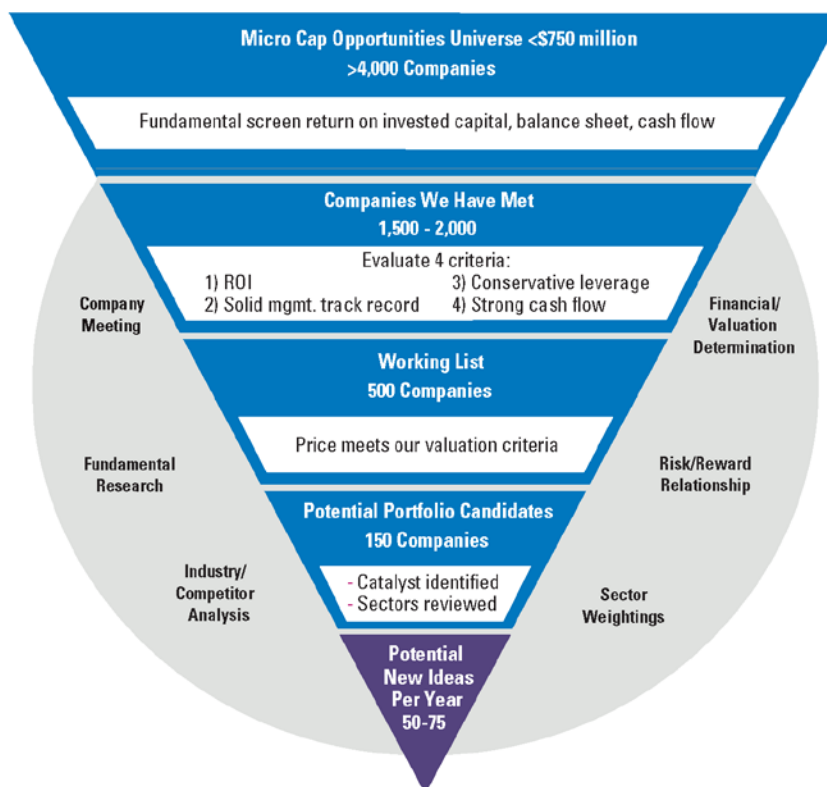 Micro Cap Opportunities Universe <$750 million
>4,000 Companies
Fundamental screen return on invested capital, balance sheet, cash flow
Companies We Have Met
1,500 - 2,000
Evaluate 4 criteria:
1) ROI
2) Solid mgmt. track record
3) Conservative leverage
4) Strong cash flow
Company
Meeting
Financial/
Valuation
Determination
Working List
500 Companies
Price meets our valuation criteria
Fundamental
Research
Risk/Reward
Relationship
Potential Portfolio Candidates
150 Companies
- Catalyst identified
- Sectors reviewed
Industry/
Competitor
Analysis
Sector
Weightings
Potential
New Ideas
Per Year
50-75